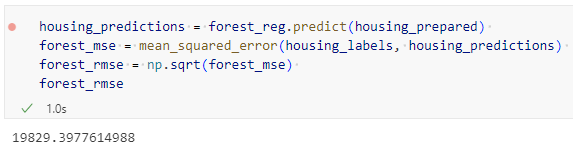 housing_predictions = forest_reg.predict(housing_prepared)
forest_mse = mean_squared_error(housing_labels, housing_predictions)
forest_rmse = np.sqrt(forest_mse)
forest_rmse
1.0s
19829.3977614988